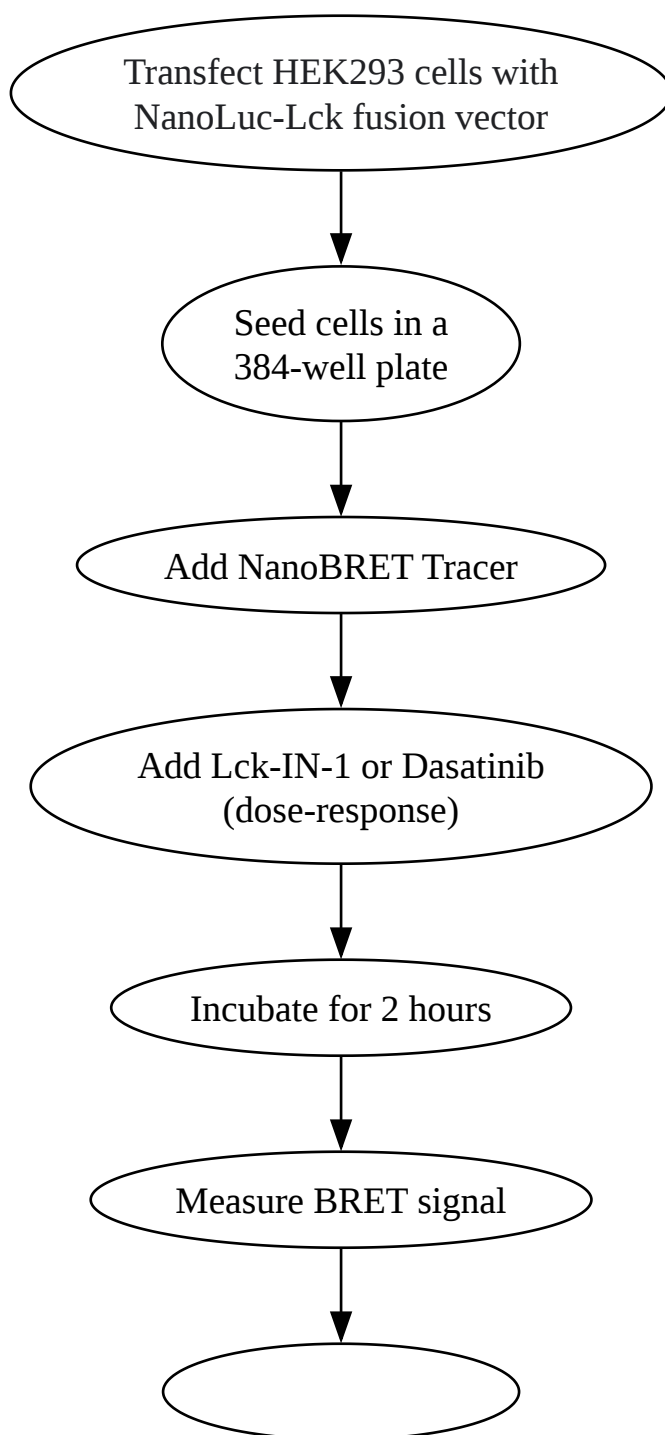 Transfect HEK293 cells with
NanoLuc-Lck fusion vector
Seed cells in a
384-well plate
Add NanoBRET Tracer
Add Lck-IN-1 or Dasatinib
(dose-response)
Incubate for 2 hours
Measure BRET signal